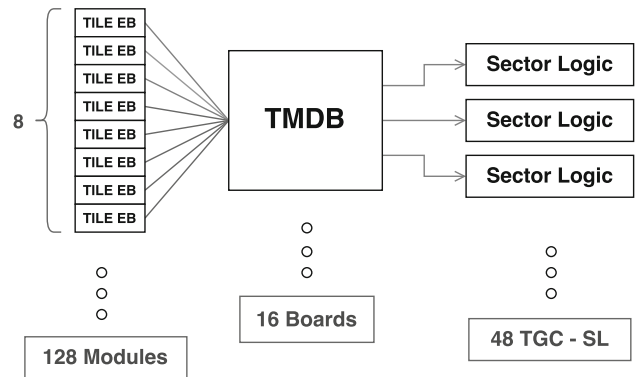 TILE EB
TILE EB
TILE EB
TILE EB
TILE EB
TILE EB
TILE EB
TILE EB
8
128 Modules
TMDB
16 Boards
Sector Logic
Sector Logic
Sector Logic
48 TGC - SL